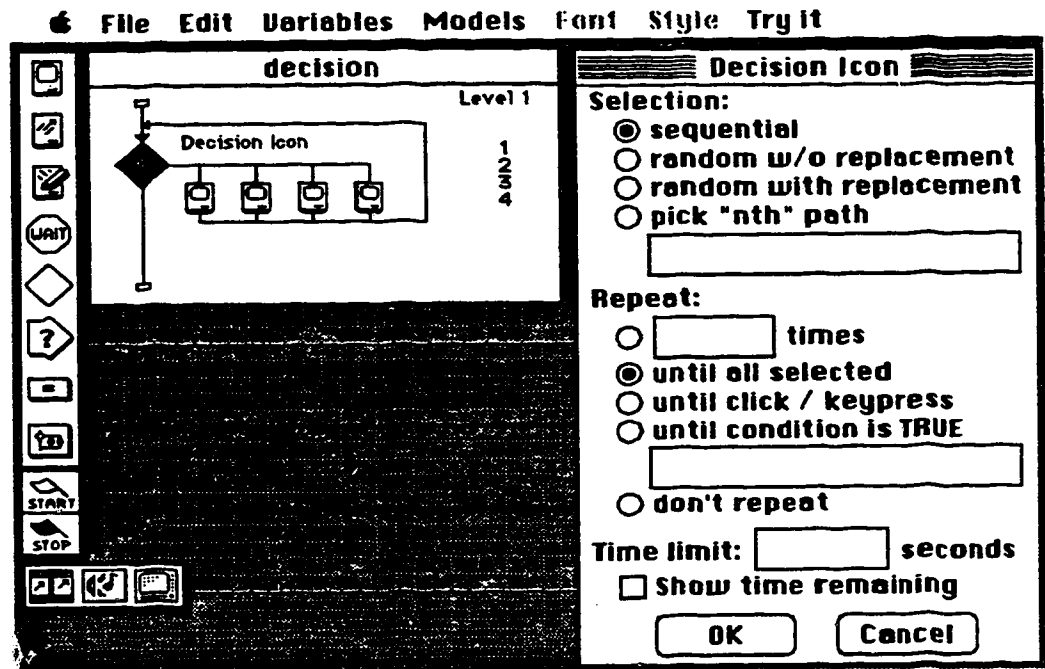 File Edit Variables Models Font Style Try it
decision
Level 1
Decision Icon
1
2
3
4
WAIT
?
=
START
STOP
Decision Icon
Selection:
sequential
random w/o replacement
random with replacement
pick "nth" path
Repeat:
times
until all selected
until click / keypress
until condition is TRUE
don't repeat
Time limit: seconds
Show time remaining
OK Cancel